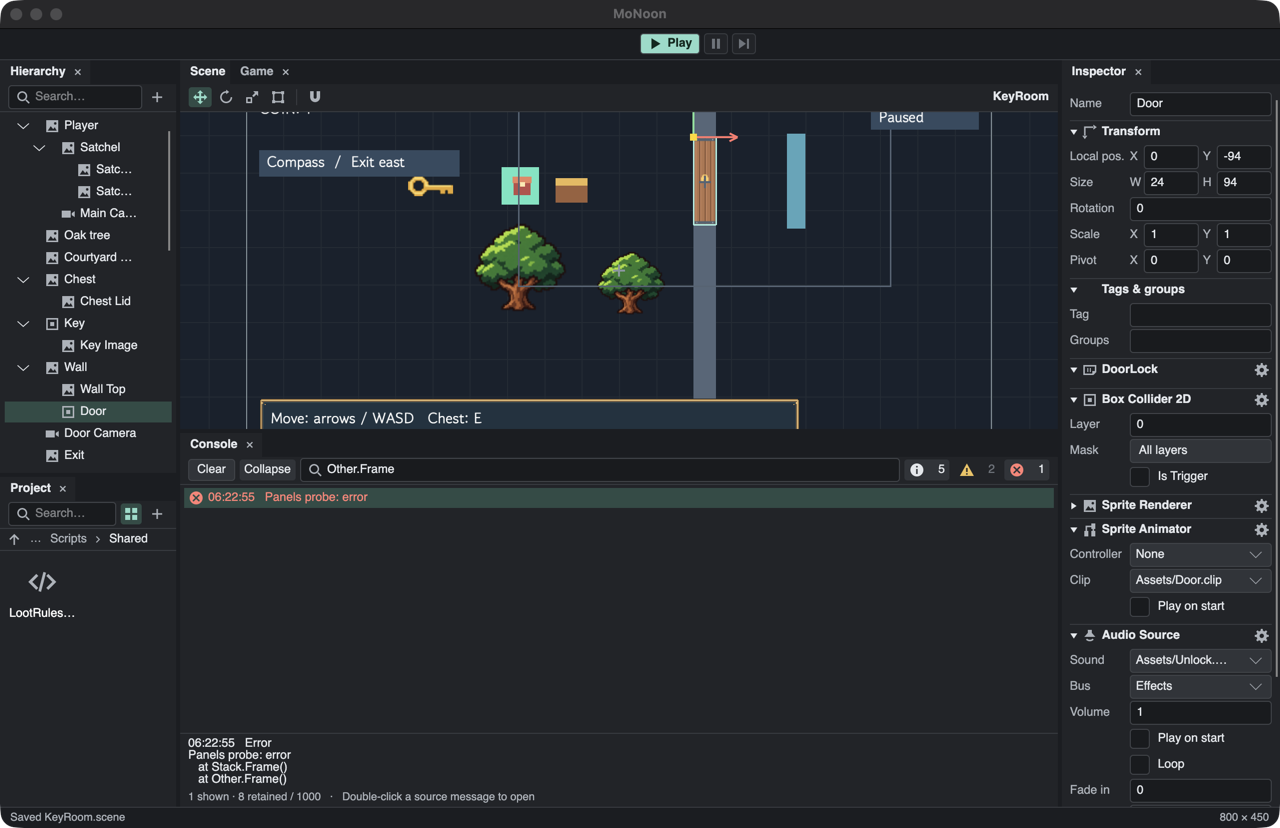 MoNoon
Play
Hierarchy ×
Search...
Player
Satchel
Satc...
Satc...
Main Ca...
Oak tree
Courtyard ...
Chest
Chest Lid
Key
Key Image
Wall
Wall Top
Door
Door Camera
Exit
Project ×
Search...
... Scripts › Shared
LootRules...
Scene Game ×
KeyRoom
Paused
Compass / Exit east
Move: arrows / WASD Chest: E
Console ×
Clear Collapse Other.Frame 5 2 1
06:22:55 Panels probe: error
06:22:55 Error
Panels probe: error
at Stack.Frame()
at Other.Frame()
1 shown · 8 retained / 1000 · Double-click a source message to open
Inspector ×
Name Door
Transform
Local pos. X 0 Y -94
Size W 24 H 94
Rotation 0
Scale X 1 Y 1
Pivot X 0 Y 0
Tags & groups
Tag
Groups
DoorLock
Box Collider 2D
Layer 0
Mask All layers
Is Trigger
Sprite Renderer
Sprite Animator
Controller None
Clip Assets/Door.clip
Play on start
Audio Source
Sound Assets/Unlock....
Bus Effects
Volume 1
Play on start
Loop
Fade in 0
Saved KeyRoom.scene
800 × 450